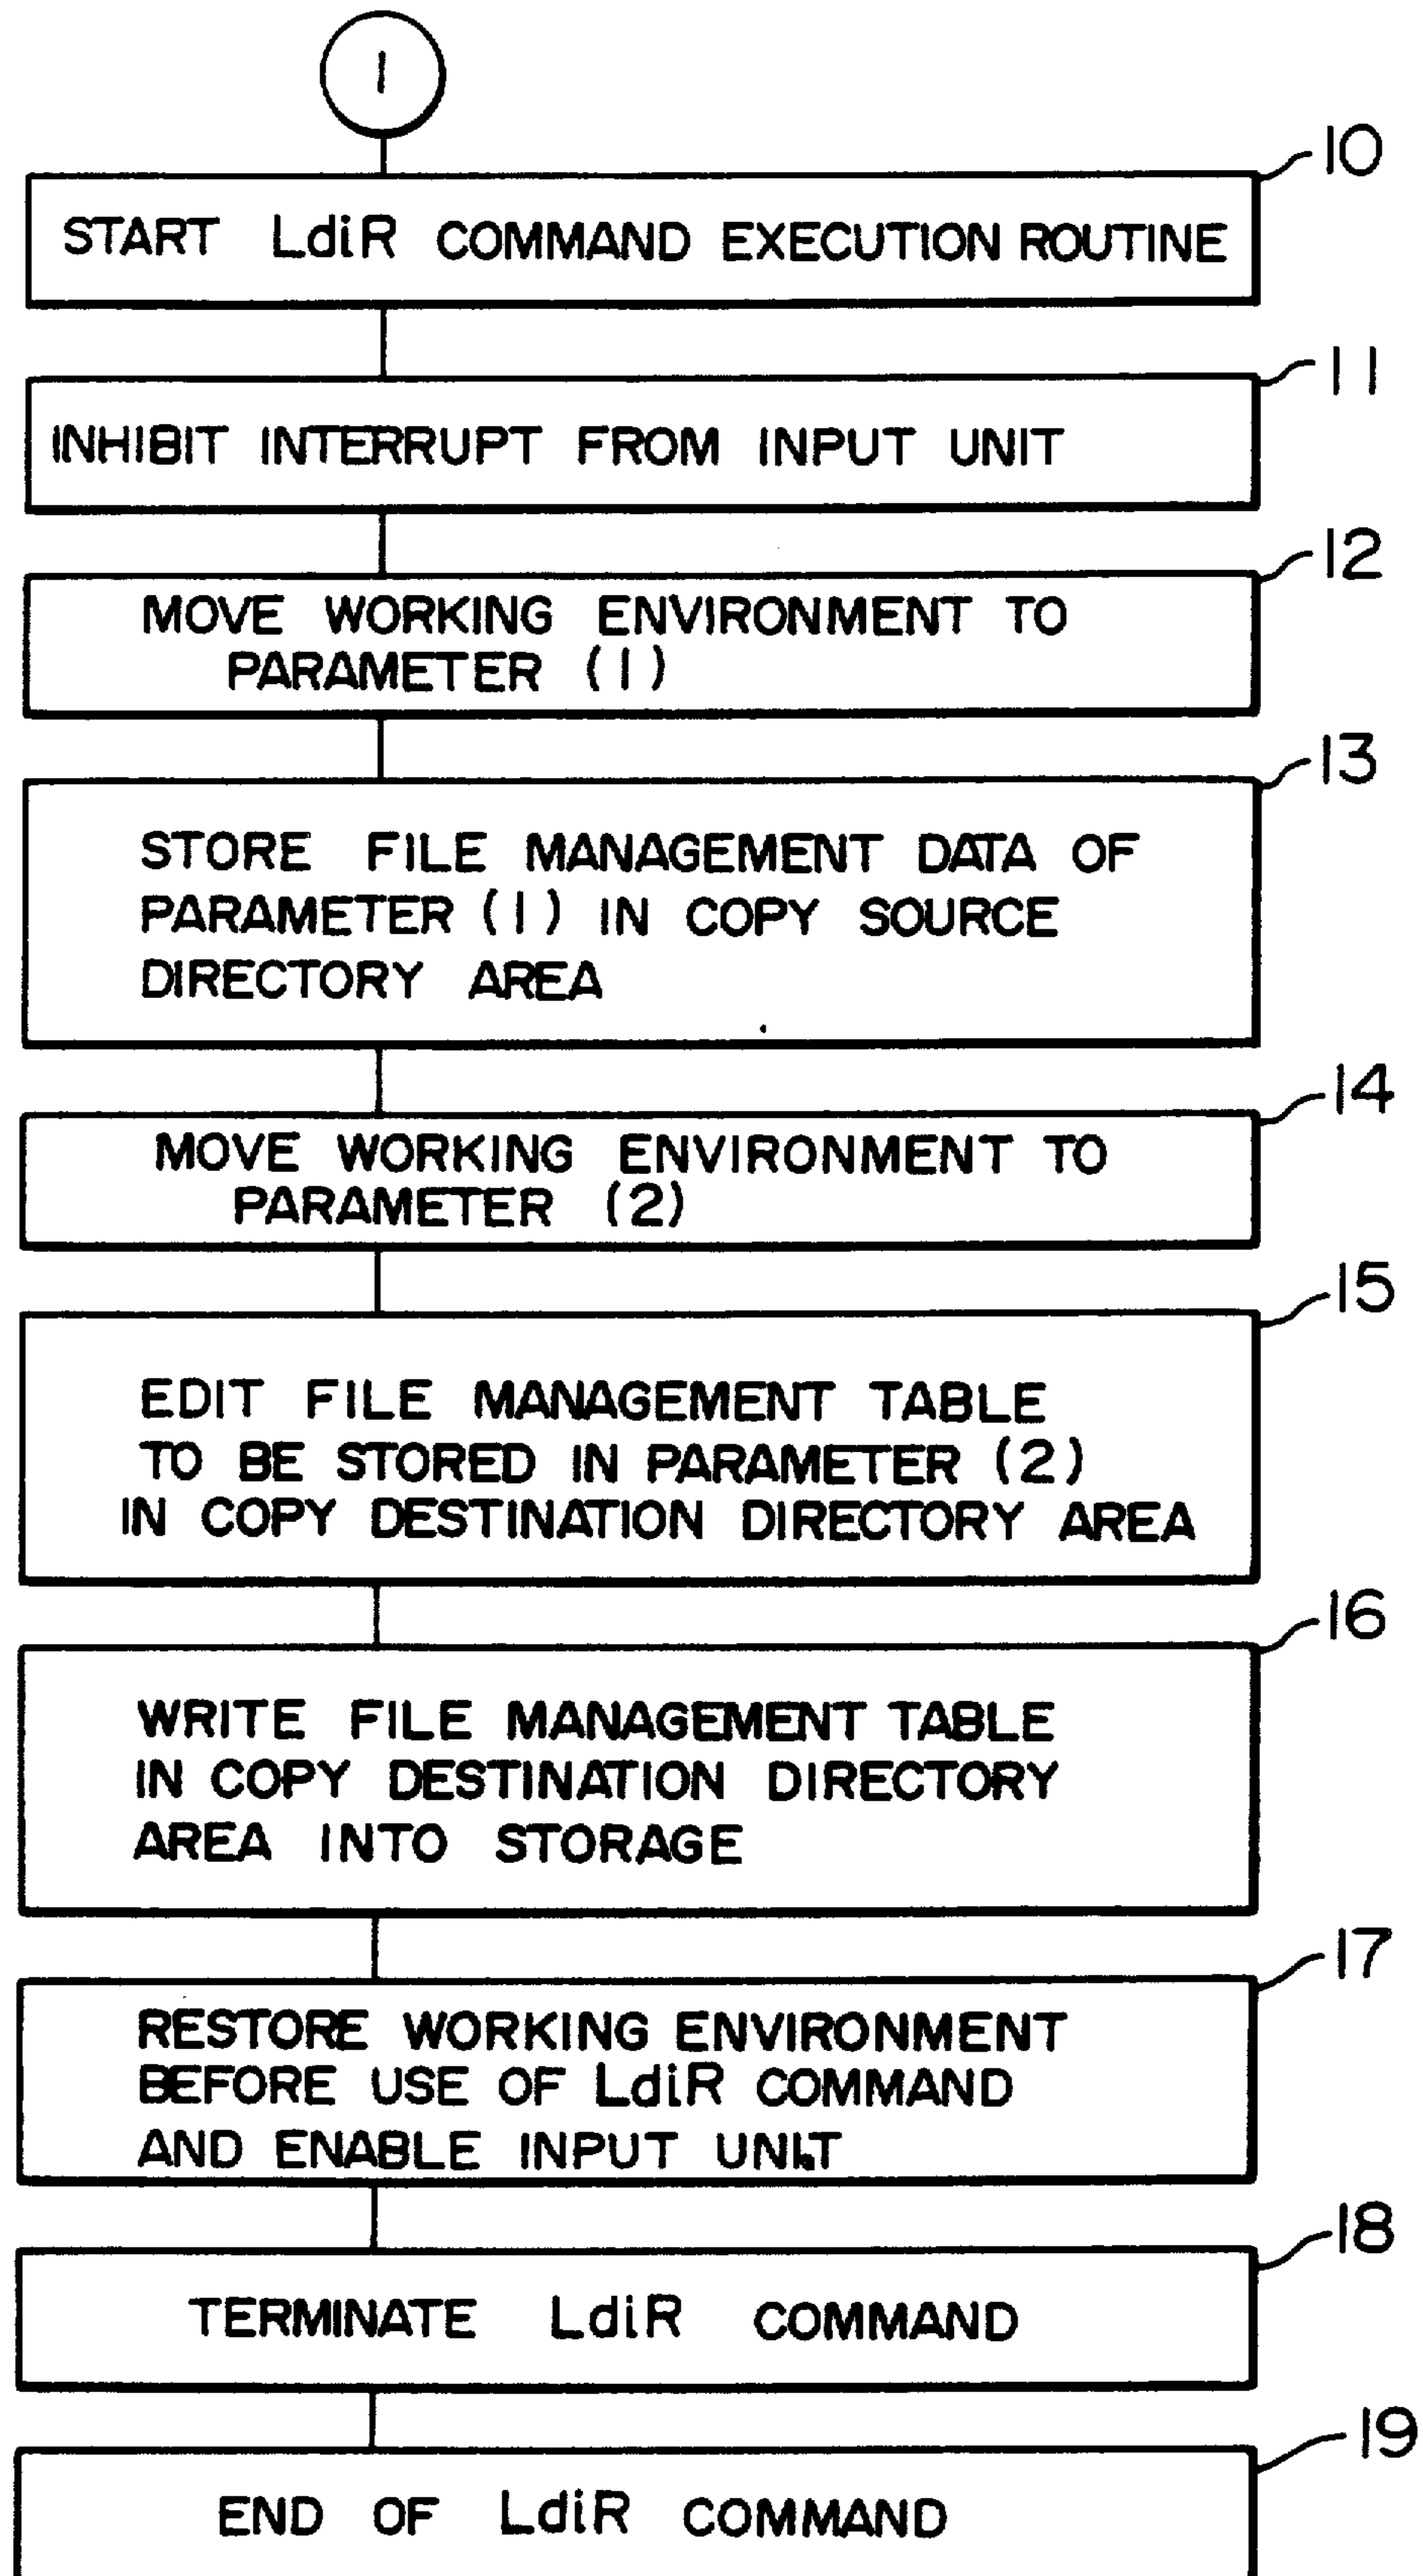 1
10
START LdiR COMMAND EXECUTION ROUTINE
11
INHIBIT INTERRUPT FROM INPUT UNIT
12
MOVE WORKING ENVIRONMENT TO
PARAMETER (1)
13
STORE FILE MANAGEMENT DATA OF
PARAMETER (1) IN COPY SOURCE
DIRECTORY AREA
14
MOVE WORKING ENVIRONMENT TO
PARAMETER (2)
15
EDIT FILE MANAGEMENT TABLE
TO BE STORED IN PARAMETER (2)
IN COPY DESTINATION DIRECTORY AREA
16
WRITE FILE MANAGEMENT TABLE
IN COPY DESTINATION DIRECTORY
AREA INTO STORAGE
17
RESTORE WORKING ENVIRONMENT
BEFORE USE OF LdiR COMMAND
AND ENABLE INPUT UNIT
18
TERMINATE LdiR COMMAND
19
END OF LdiR COMMAND